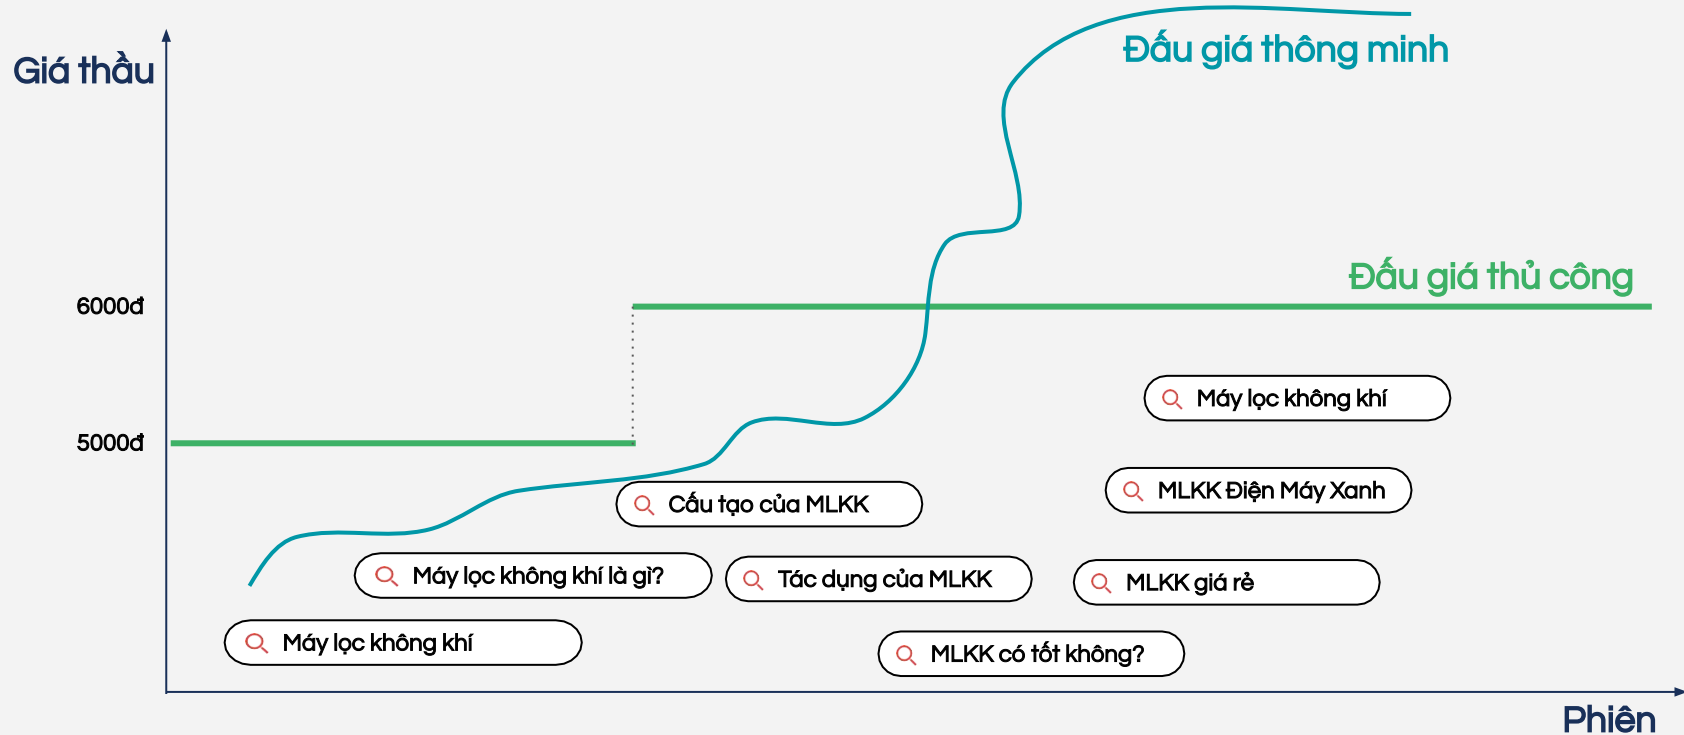 Đấu giá thông minh
Giá thầu
Đấu giá thủ công
6000đ
Máy lọc không khí
5000đ
MLKK Điện Máy Xanh
Cấu tạo của MLKK
Máy lọc không khí là gì?
Tác dụng của MLKK
MLKK giá rẻ
Máy lọc không khí
MLKK có tốt không?
Phiên